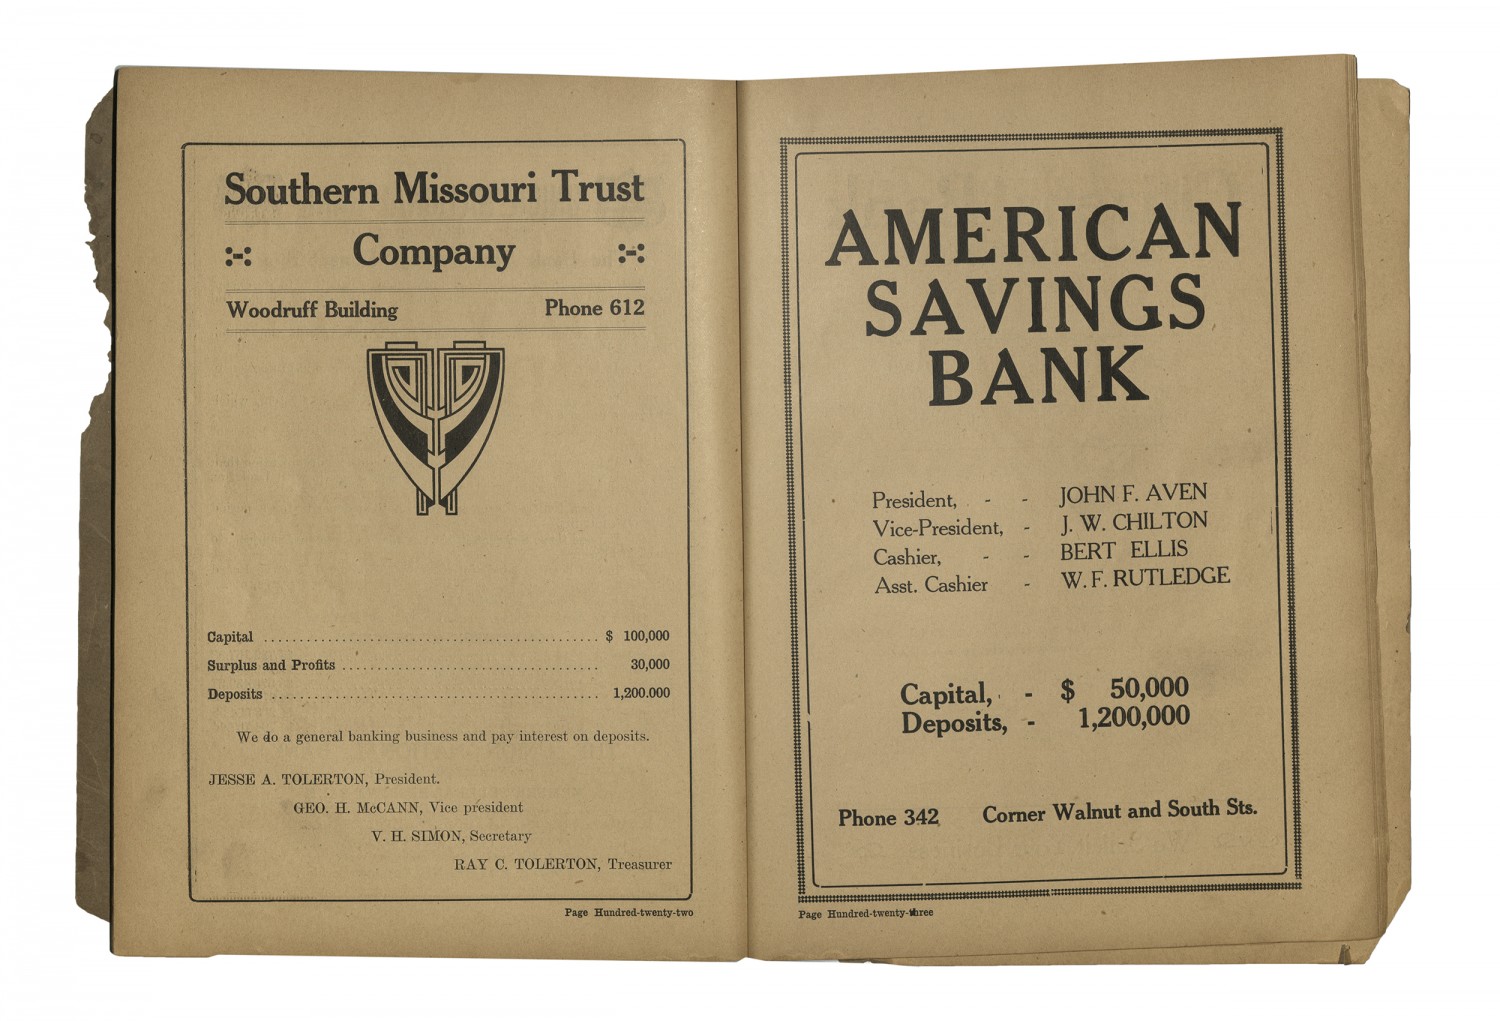 Southern Missouri Trust
Company
Woodruff Building Phone 612
Capital ................................................ $ 100,000
Surplus and Profits ..................................... 30,000
Deposits ............................................... 1,200.000
We do a general banking business and pay interest on deposits.
JESSE A. TOLERTON, President.
GEO. H. McCANN, Vice president
V. H. SIMON, Secretary
RAY C. TOLERTON, Treasurer
Page Hundred-twenty-two
AMERICAN
SAVINGS
BANK
President, - - JOHN F. AVEN
Vice-President, - J. W. CHILTON
Cashier, - - BERT ELLIS
Asst. Cashier - W. F. RUTLEDGE
Capital, - $ 50,000
Deposits, - 1,200,000
Phone 342 Corner Walnut and South Sts.
Page Hundred-twenty-three